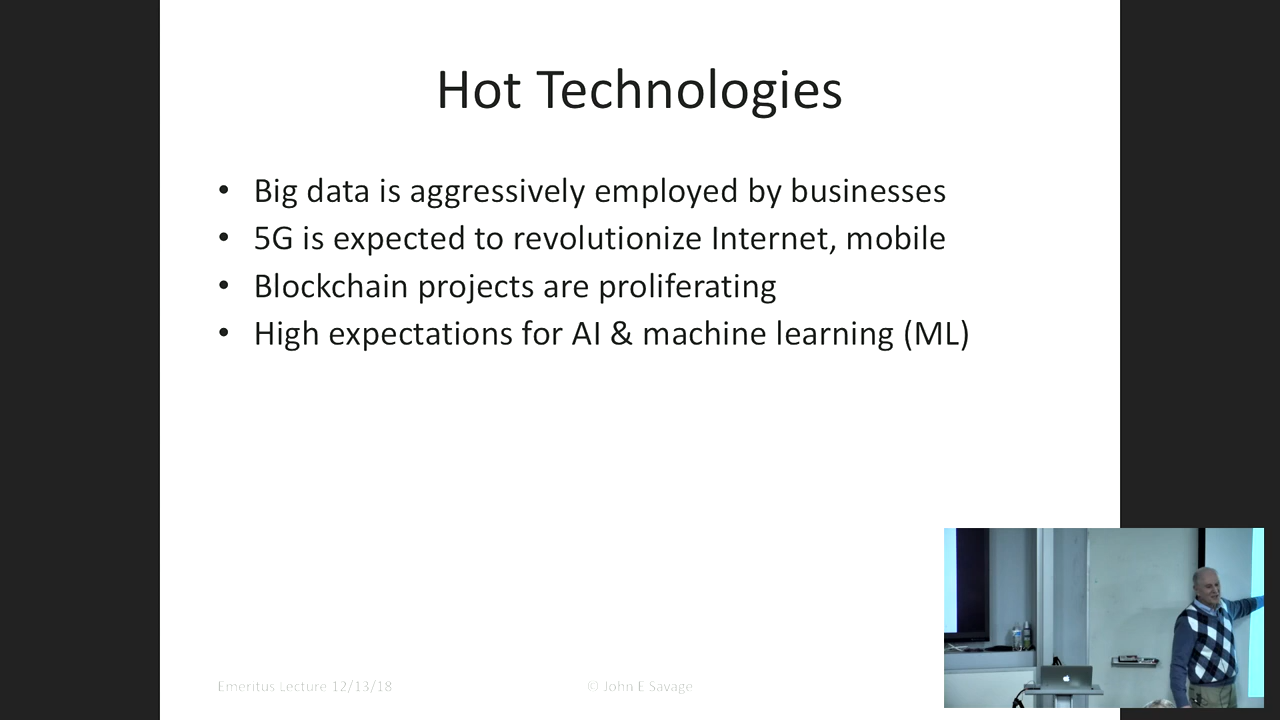 Hot Technologies
• Big data is aggressively employed by businesses
• 5G is expected to revolutionize Internet, mobile
• Blockchain projects are proliferating
• High expectations for AI & machine learning (ML)
Emeritus Lecture 12/13/18
© John E Savage